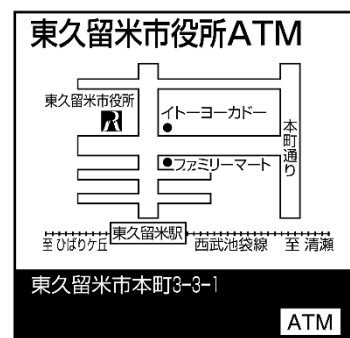 東久留米市役所ATM
東久留米市役所
イトーヨーカドー
本町通り
ファミリーマート
東久留米駅
至 ひばりケ丘
西武池袋線
至 清瀬
東久留米市本町3-3-1
ATM